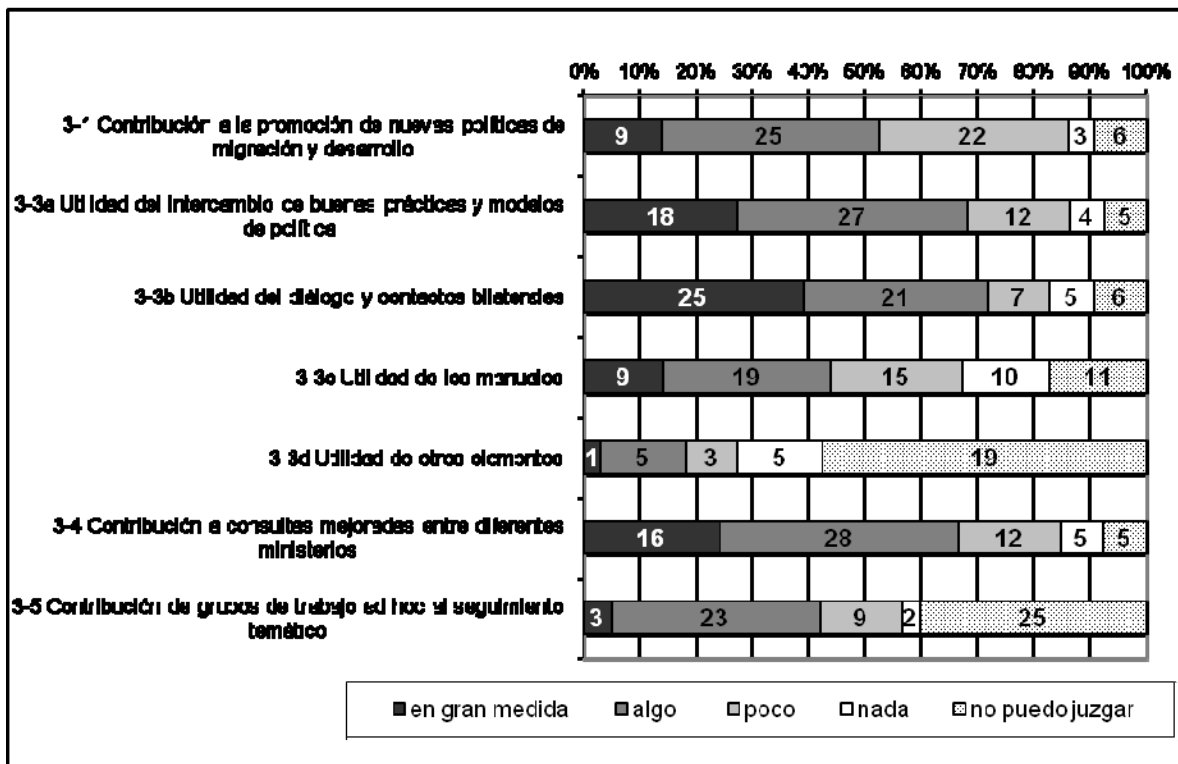 0% 10% 20% 30% 40% 50% 60% 70% 80% 90% 100%
3-1 Contribución a la promoción de nuevas políticas de
migración y desarrollo
9 25 22 3 6
3-3a Utilidad del intercambio de buenas prácticas y modelos
de política
18 27 12 4 5
3-3b Utilidad del diálogo y contactos bilaterales
25 21 7 5 6
3-3c Utilidad de los manuales
9 19 15 10 11
3-3d Utilidad de otros elementos
1 5 3 5 19
3-4 Contribución a consultas mejoradas entre diferentes
ministerios
16 28 12 5 5
3-5 Contribución de grupos de trabajo ad hoc al seguimiento
temático
3 23 9 2 25
en gran medida algo poco nada no puedo juzgar